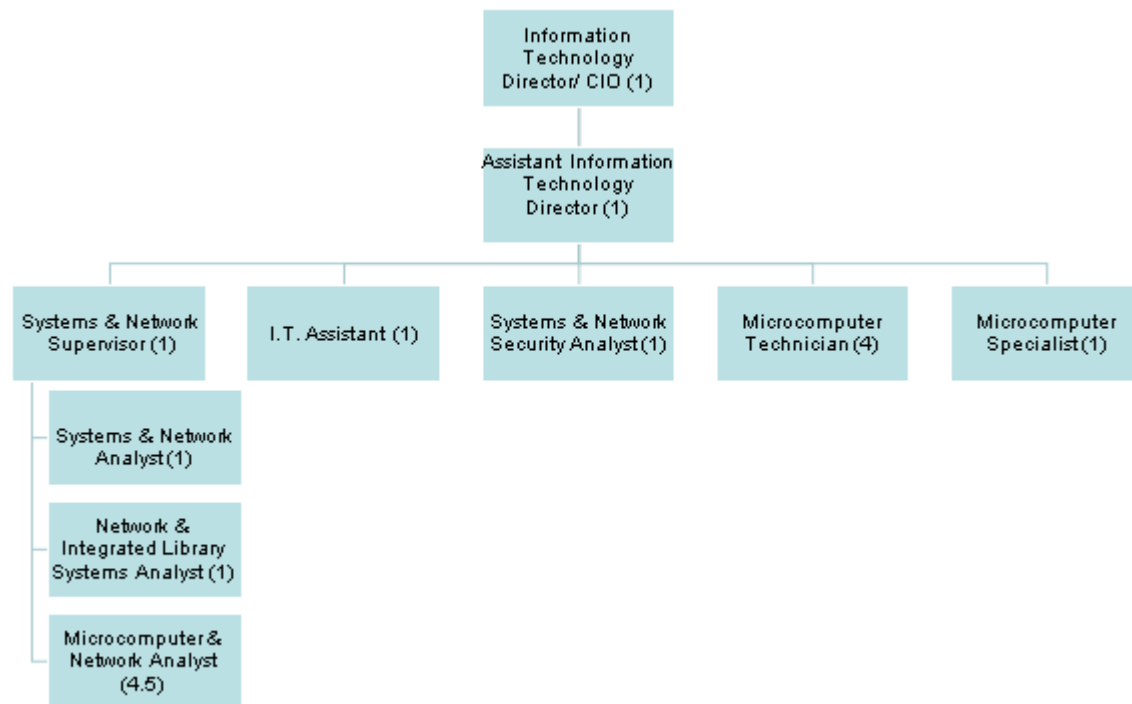 Information
Technology
Director/ CIO (1)
Assistant Information
Technology
Director (1)
Systems & Network
Supervisor (1)
I.T. Assistant (1)
Systems & Network
Security Analyst (1)
Microcomputer
Technician (4)
Microcomputer
Specialist (1)
Systems & Network
Analyst (1)
Network &
Integrated Library
Systems Analyst (1)
Microcomputer &
Network Analyst
(4.5)